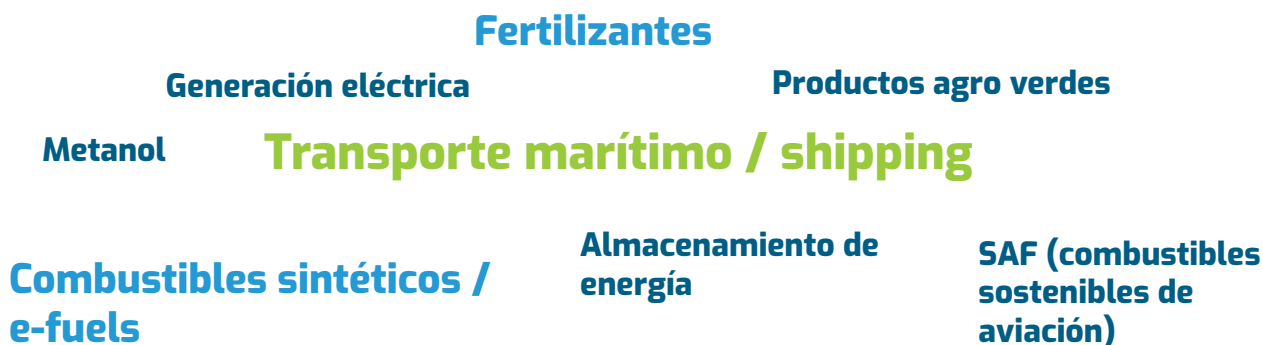 Fertilizantes
Generación eléctrica
Productos agro verdes
Metanol
Transporte marítimo / shipping
Combustibles sintéticos /
e-fuels
Almacenamiento de
energía
SAF (combustibles
sostenibles de
aviación)